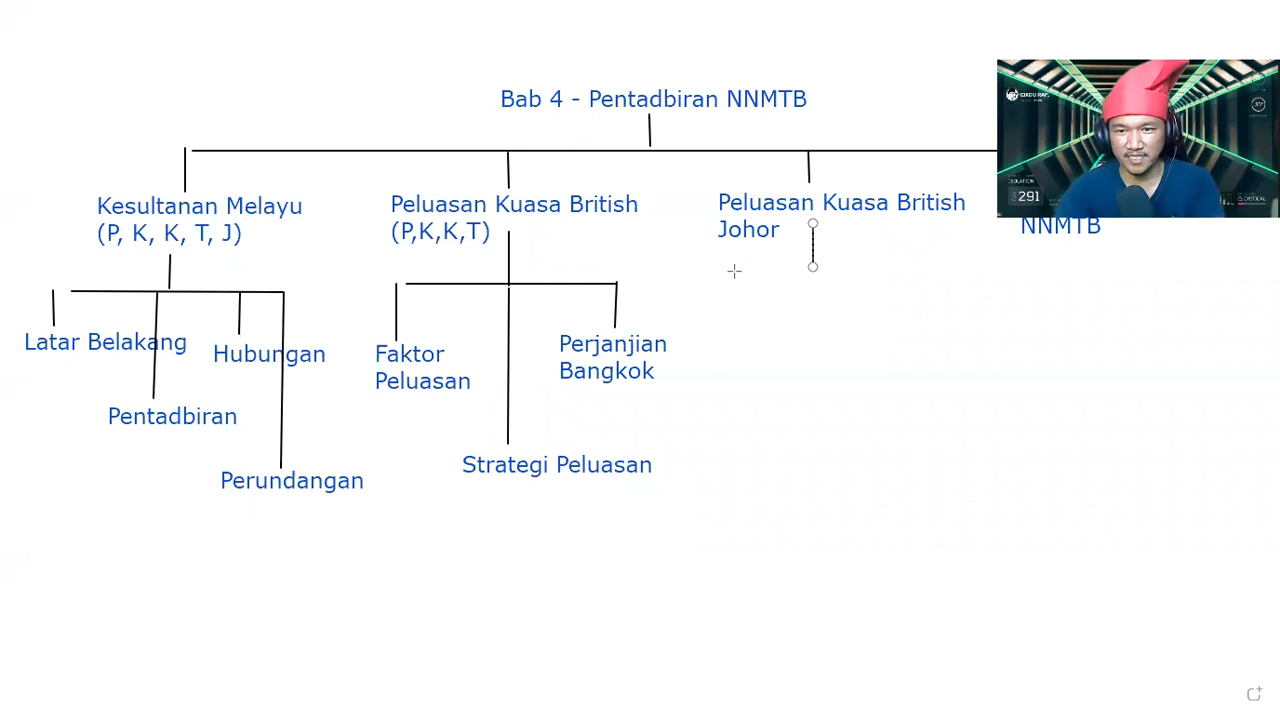 Bab 4 - Pentadbiran NNMTB
Kesultanan Melayu
(P, K, K, T, J)
Peluasan Kuasa British
(P,K,K,T)
Peluasan Kuasa British
Johor
NNMTB
Latar Belakang
Hubungan
Pentadbiran
Perundangan
Faktor
Peluasan
Perjanjian
Bangkok
Strategi Peluasan
291